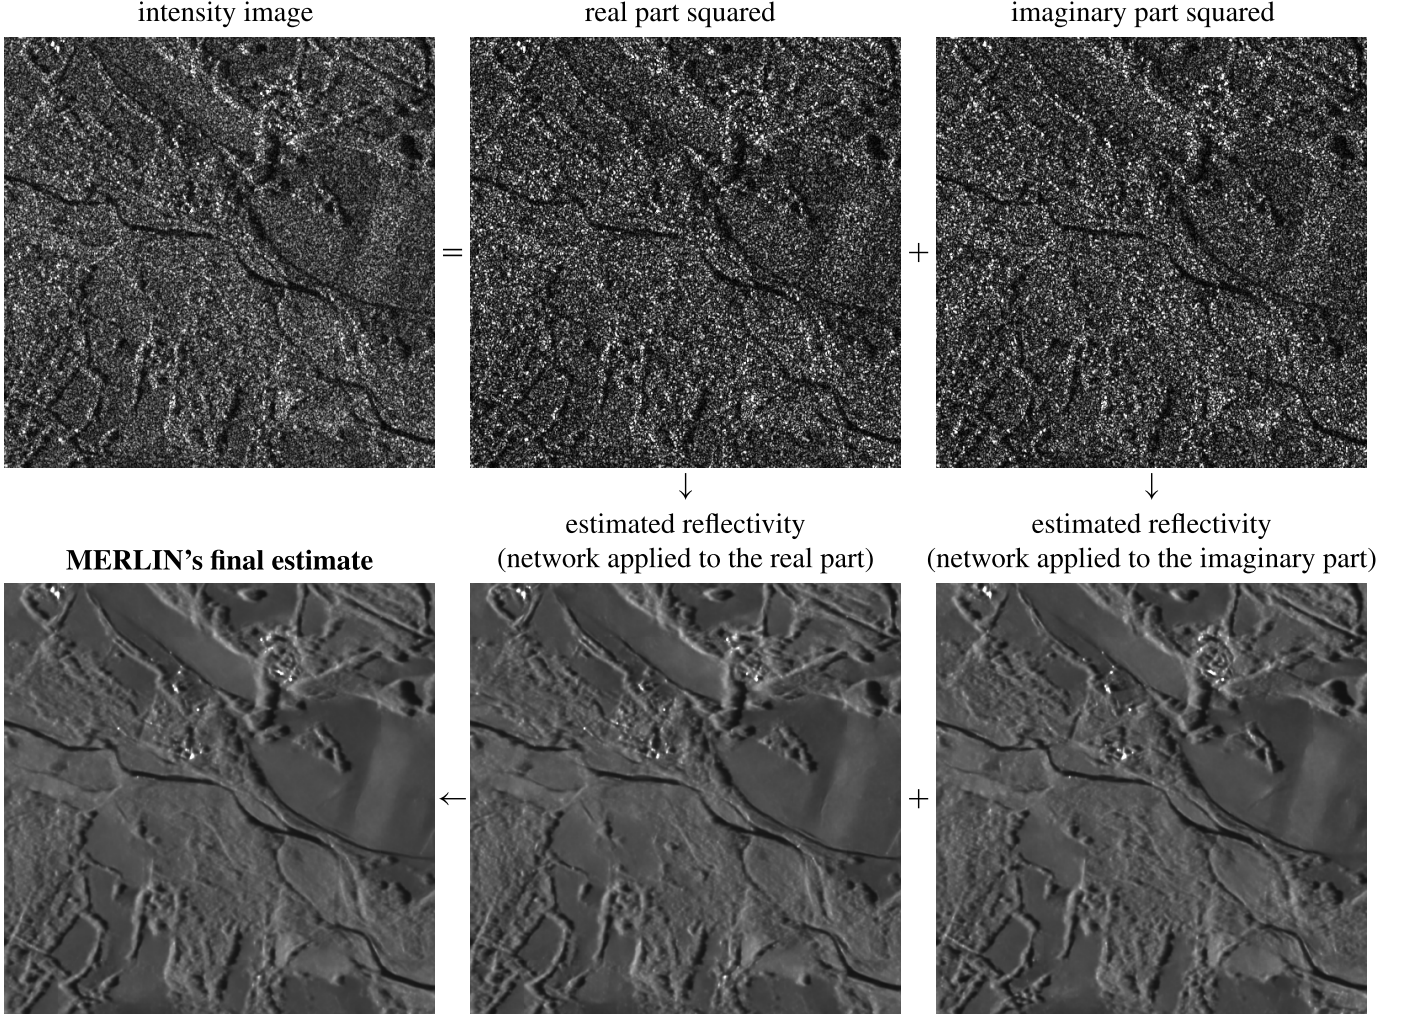 intensity image
real part squared
imaginary part squared
=
+
↓
↓
estimated reflectivity
(network applied to the real part)
estimated reflectivity
(network applied to the imaginary part)
MERLIN's final estimate
←
+